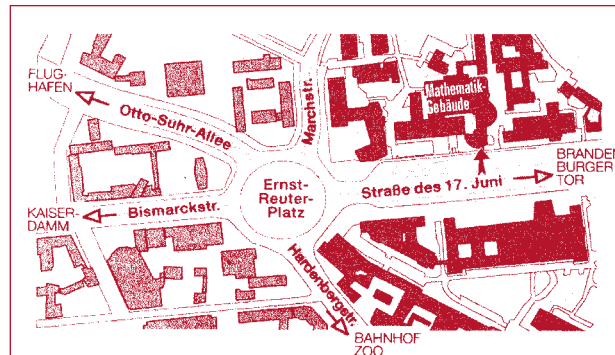 FLUG-
HAFEN
Otto-Suhr-Allee
Marchstr.
Mathematik-
Gebäude
BRANDEN
BURGER
TOR
Straße des 17. Juni
Ernst-
Reuter-
Platz
KAISER-
DAMM
Bismarckstr.
Hardenbergstr.
BAHNHOF
ZOO